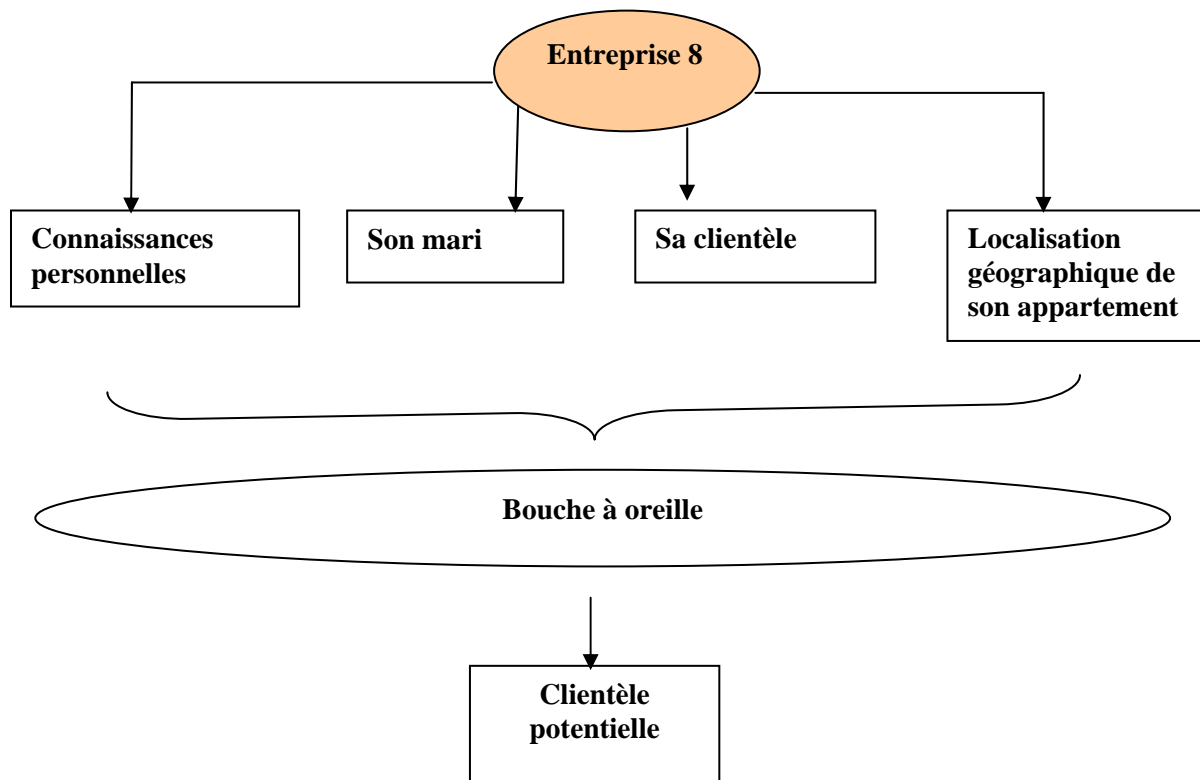 Entreprise 8
Connaissances
personnelles
Son mari
Sa clientèle
Localisation
géographique de
son appartement
Bouche à oreille
Clientèle
potentielle